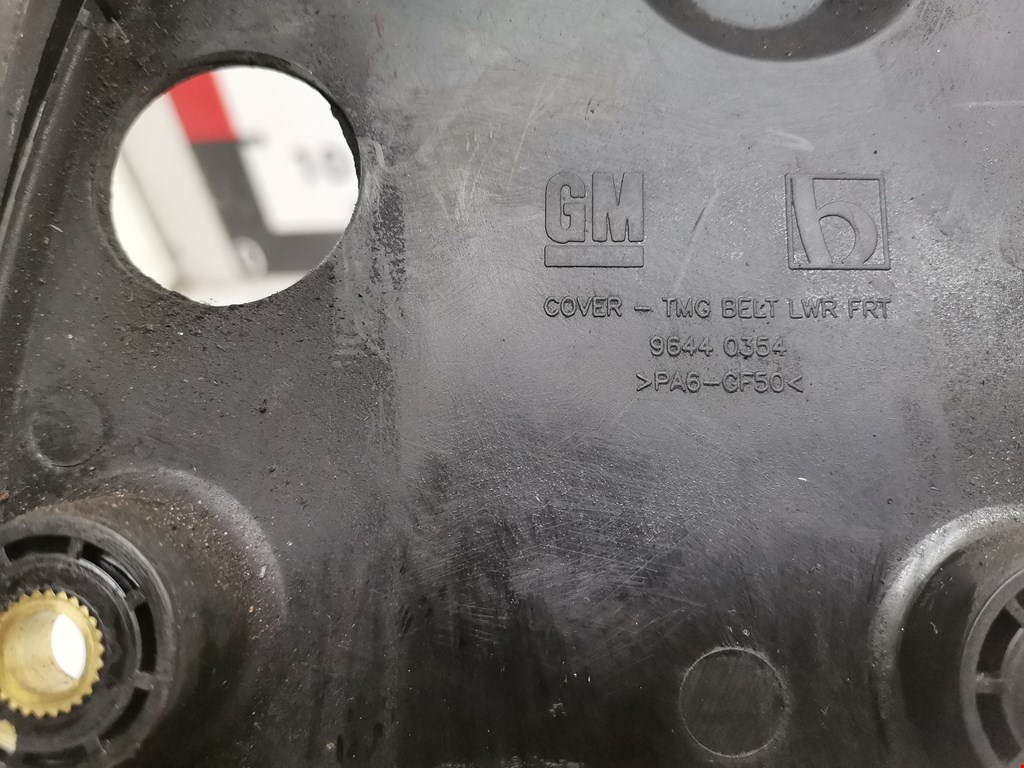 GM
COVER - TMG BELT LWR FRT
9644 0354
>PA6-GF50<